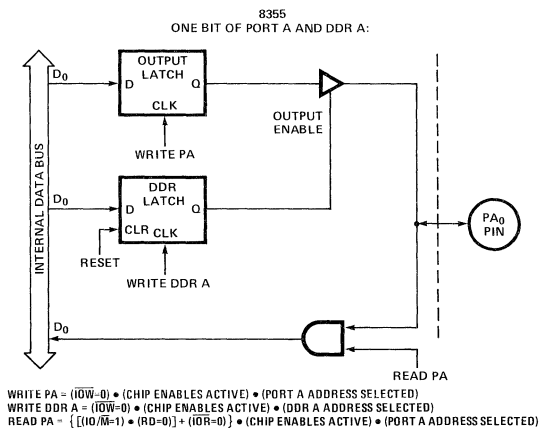 8355
ONE BIT OF PORT A AND DDR A:
INTERNAL DATA BUS
D₀
OUTPUT
LATCH
D
Q
CLK
WRITE PA
OUTPUT
ENABLE
D₀
DDR
LATCH
D
Q
CLR CLK
RESET
WRITE DDR A
PA₀
PIN
D₀
READ PA
WRITE PA = (I̅O̅W̅=0) ● (CHIP ENABLES ACTIVE) ● (PORT A ADDRESS SELECTED)
WRITE DDR A = (I̅O̅W̅=0) ● (CHIP ENABLES ACTIVE) ● (DDR A ADDRESS SELECTED)
READ PA = {[(IO/M̅=1) ● (RD=0)] + (I̅O̅R̅=0)} ● (CHIP ENABLES ACTIVE) ● (PORT A ADDRESS SELECTED)